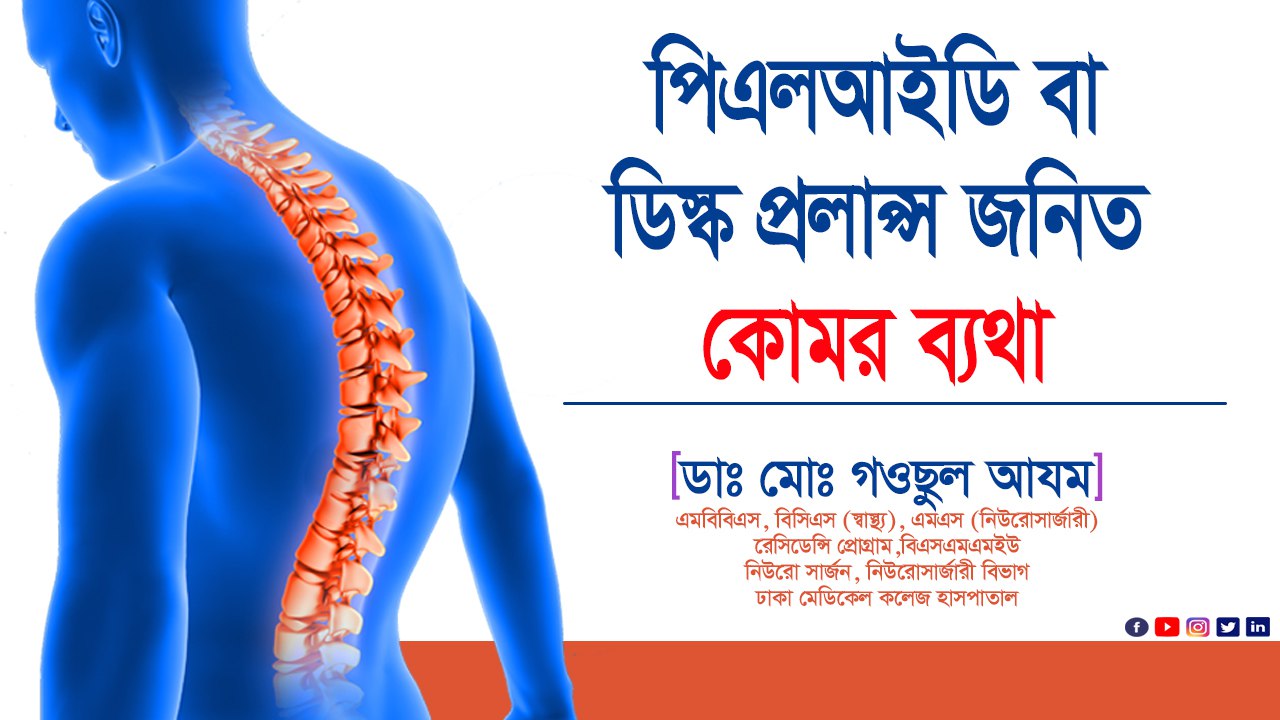 পিএলআইডি বা
ডিস্ক প্রলাপ্স জনিত
কোমর ব্যথা
[ডাঃ মোঃ গওছুল আযম]
এমবিবিএস, বিসিএস (স্বাস্থ্য), এমএস (নিউরোসার্জারী)
রেসিডেন্সি প্রোগ্রাম,বিএসএমএমইউ
নিউরো সার্জন, নিউরোসার্জারী বিভাগ
ঢাকা মেডিকেল কলেজ হাসপাতাল